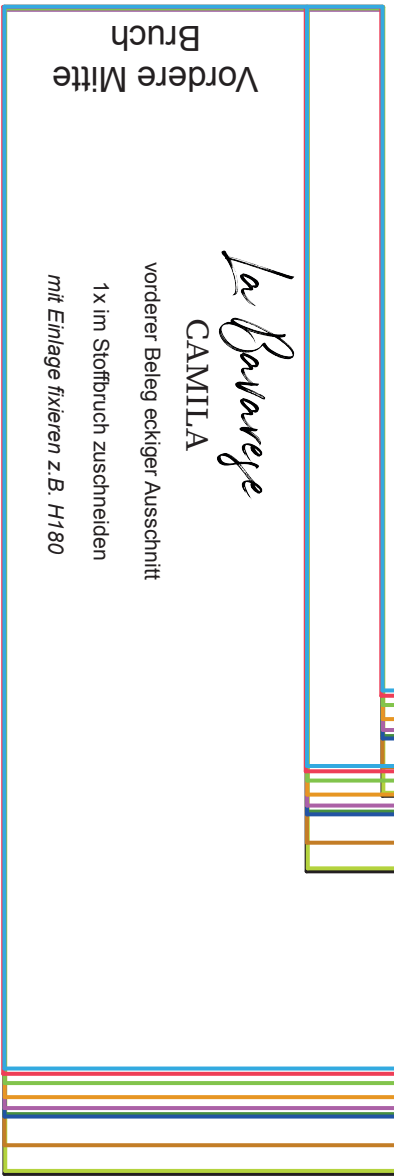 Vordere Mitte
Bruch
La Bavarese
CAMILA
vorderer Beleg eckiger Ausschnitt
1x im Stoffbruch zuschneiden
mit Einlage fixieren z.B. H180